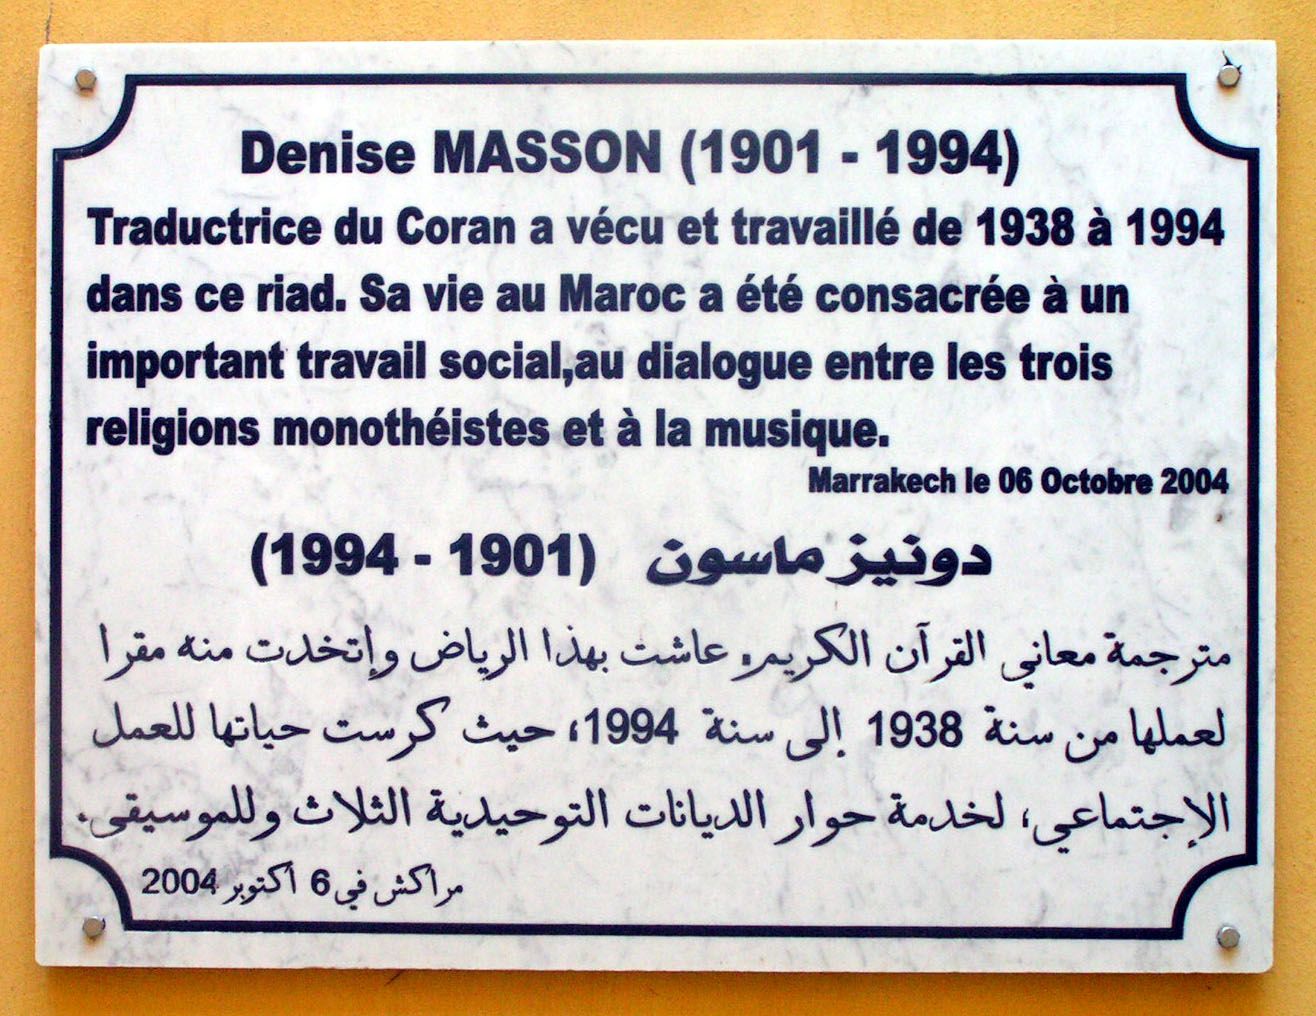 Denise MASSON (1901 - 1994)
Traductrice du Coran a vécu et travaillé de 1938 à 1994
dans ce riad. Sa vie au Maroc a été consacrée à un
important travail social,au dialogue entre les trois
religions monothéistes et à la musique.
Marrakech le 06 Octobre 2004
دونيز ماسون (1901 - 1994)
مترجمة معاني القرآن الكريم. عاشت بهذا الرياض وإتخدت منه مقرا
لعملها من سنة 1938 إلى سنة 1994، حيث كرست حياتها للعمل
الإجتماعي، لخدمة حوار الديانات التوحيدية الثلاث وللموسيقى.
مراكش في 6 أكتوبر 2004